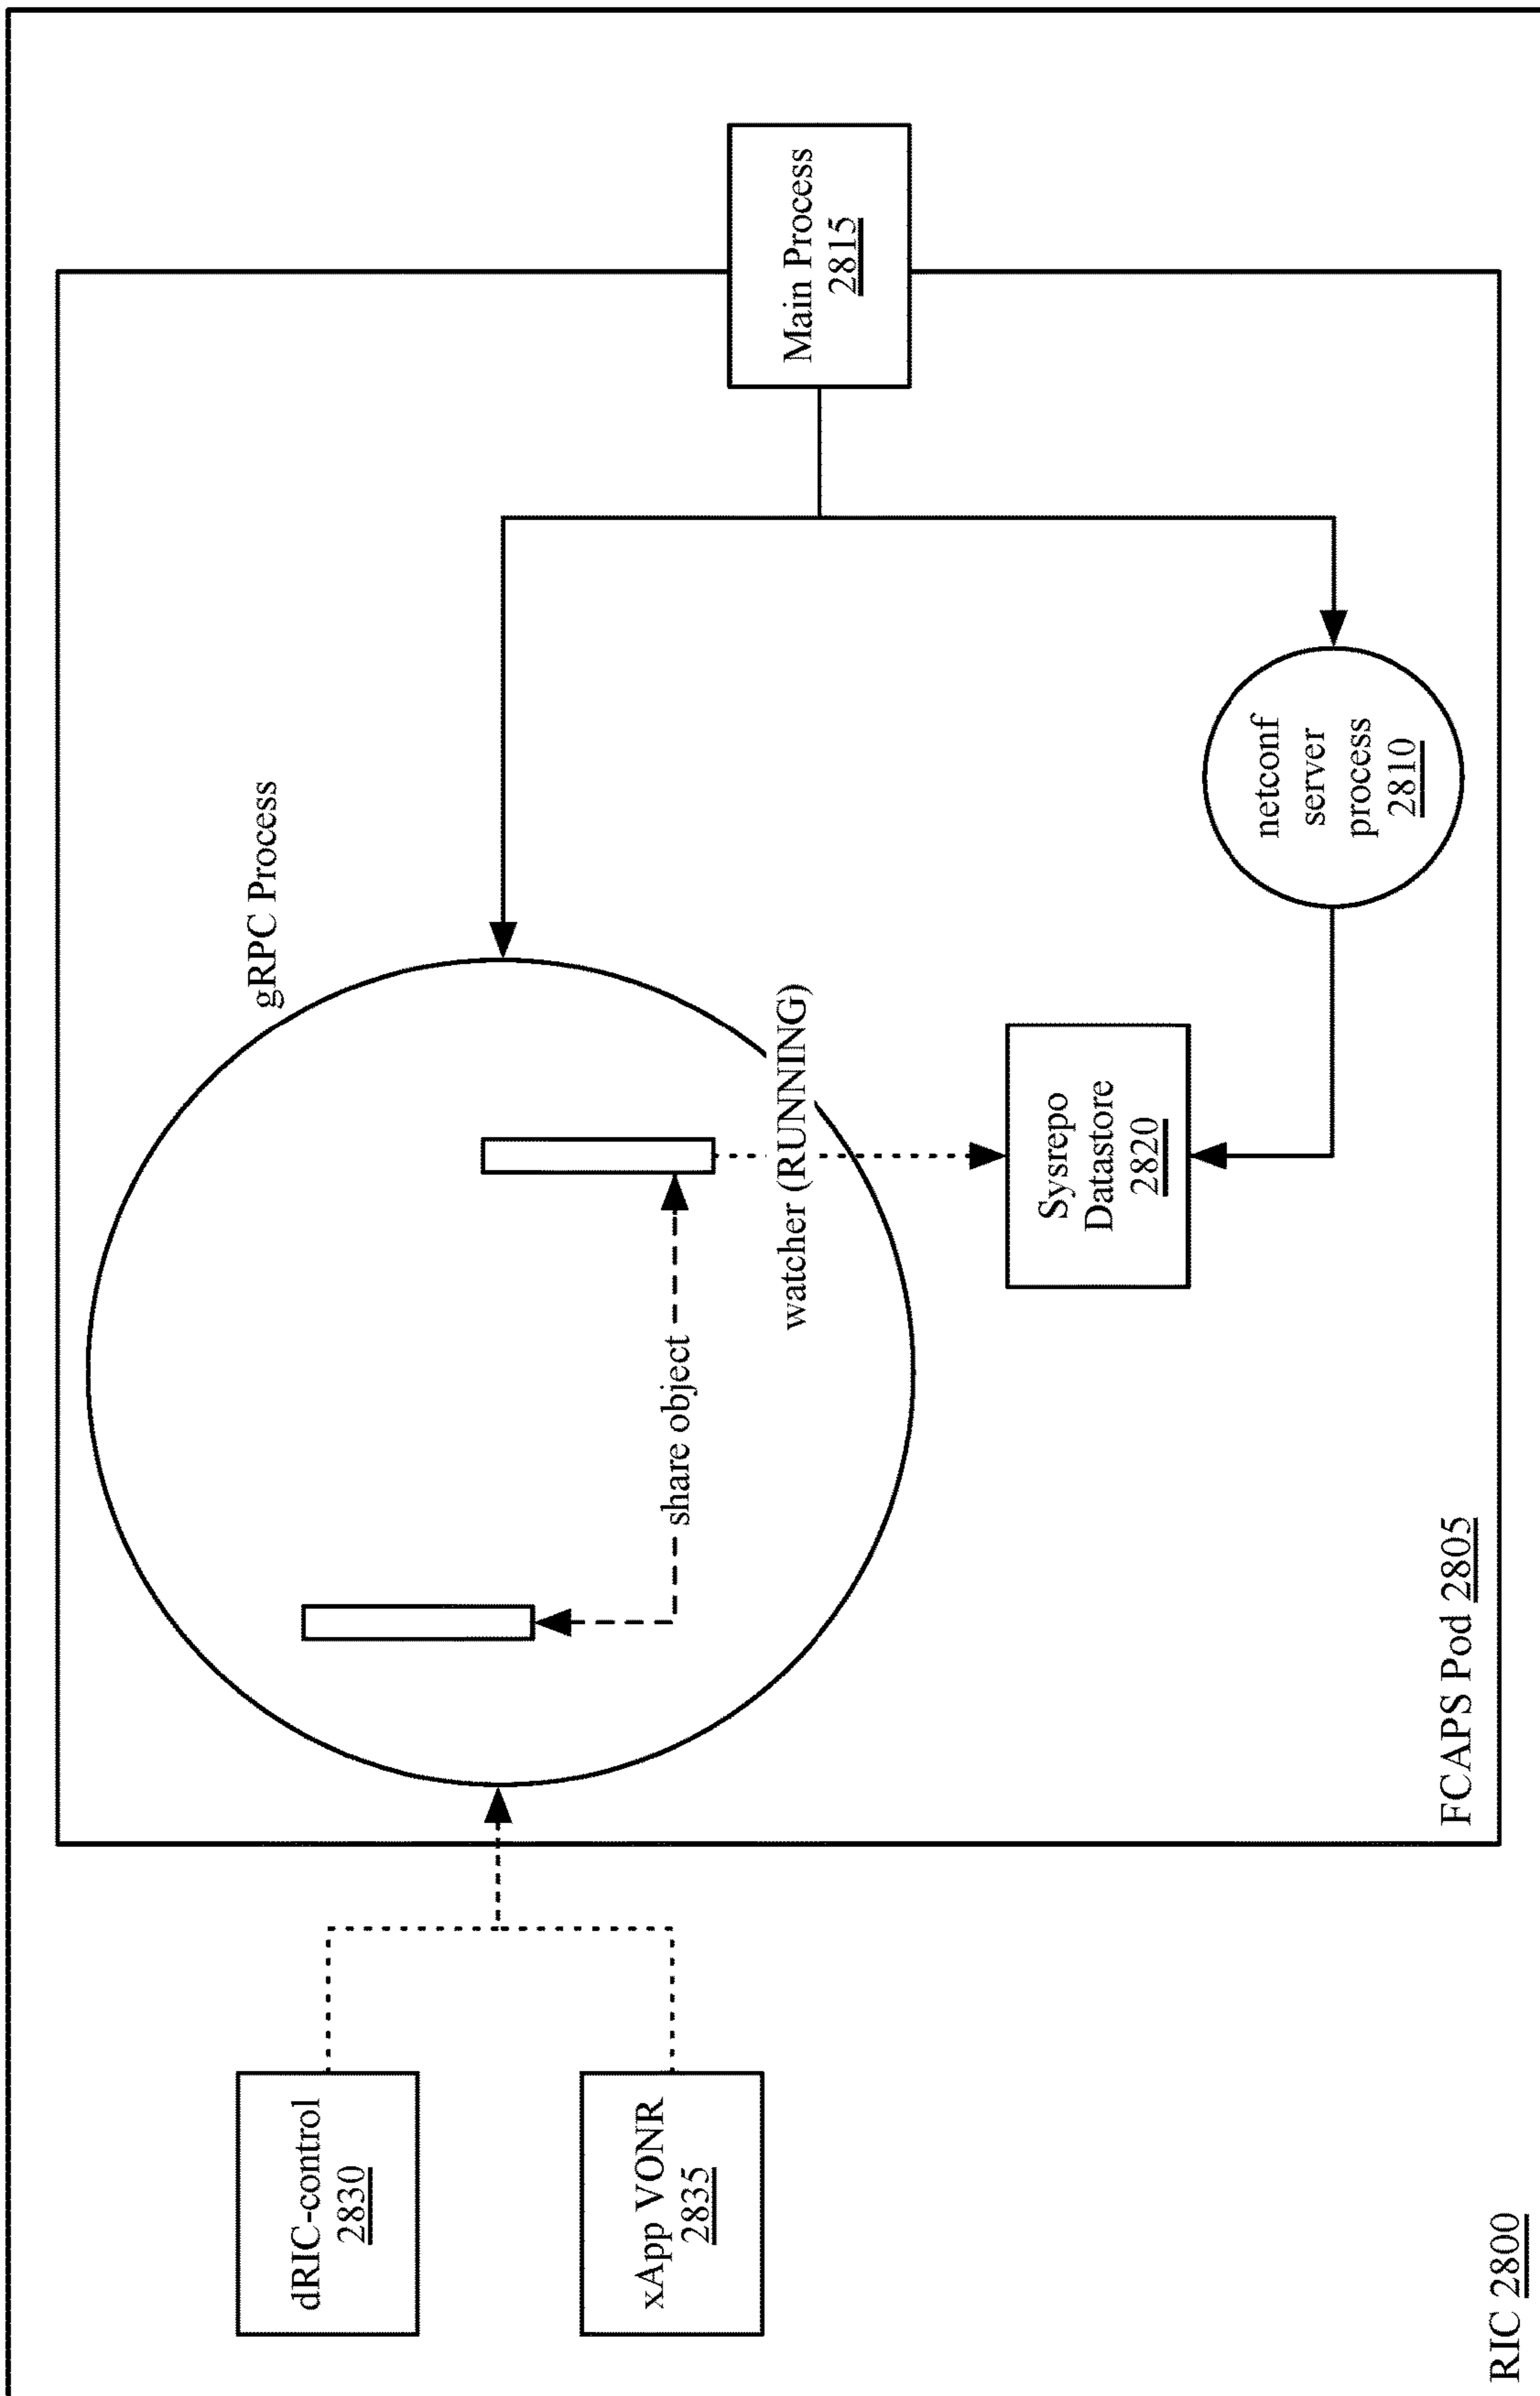 gRPC Process
dRIC-control
2830
share object
Main Process
2815
xApp VONR
2835
watcher (RUNNING)
Sysrepo
Datastore
2820
netconf
server
process
2810
FCAPS Pod 2805
RIC 2800